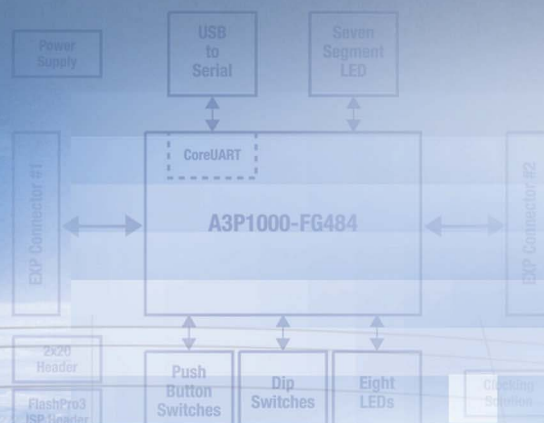 Power
Supply
USB
to
Serial
Seven
Segment
LED
CoreUART
EXP Connector #1
A3P1000-FG484
EXP Connector #2
2x20
Header
FlashPro3
ISP Header
Push
Button
Switches
Dip
Switches
Eight
LEDs
Clocking
Solution